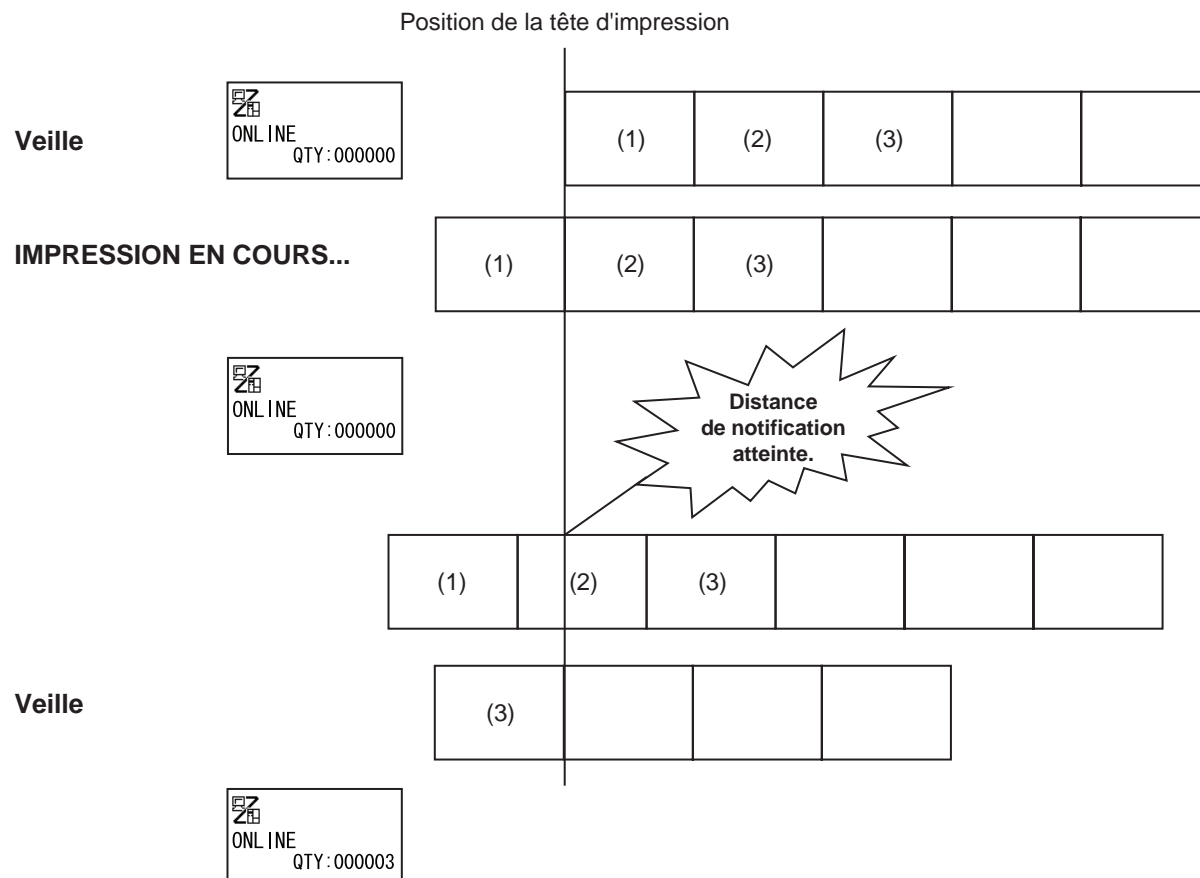 Position de la tête d'impression
Veille
ONLINE
QTY:000000
(1) (2) (3)
IMPRESSION EN COURS...
(1) (2) (3)
ONLINE
QTY:000000
Distance
de notification
atteinte.
(1) (2) (3)
Veille
(3)
ONLINE
QTY:000003